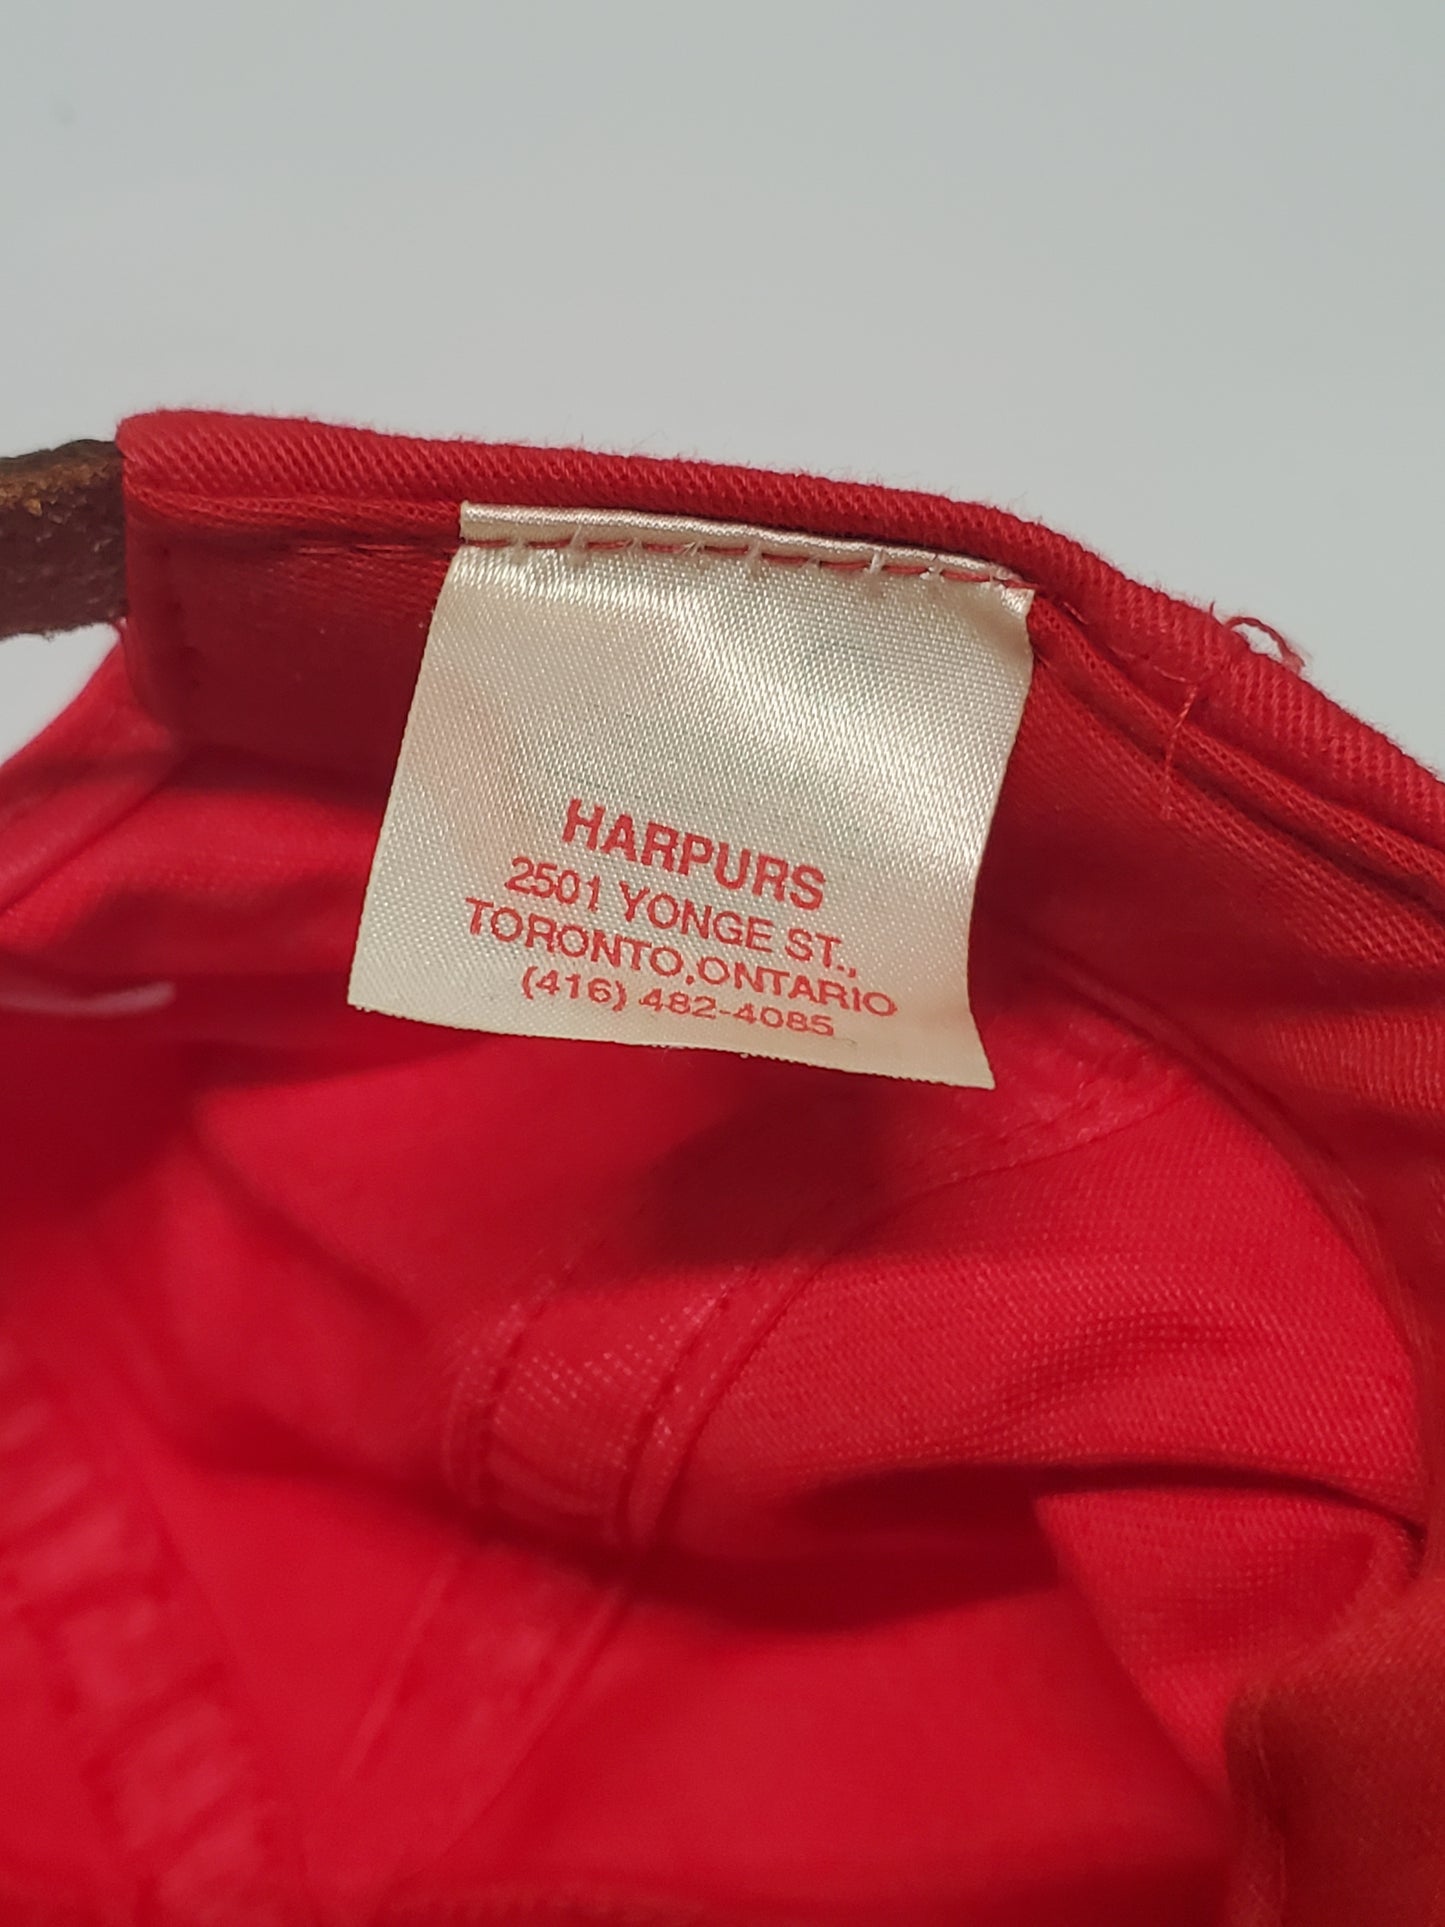 HARPURS
2501 YONGE ST.,
TORONTO,ONTARIO
(416) 482-4085